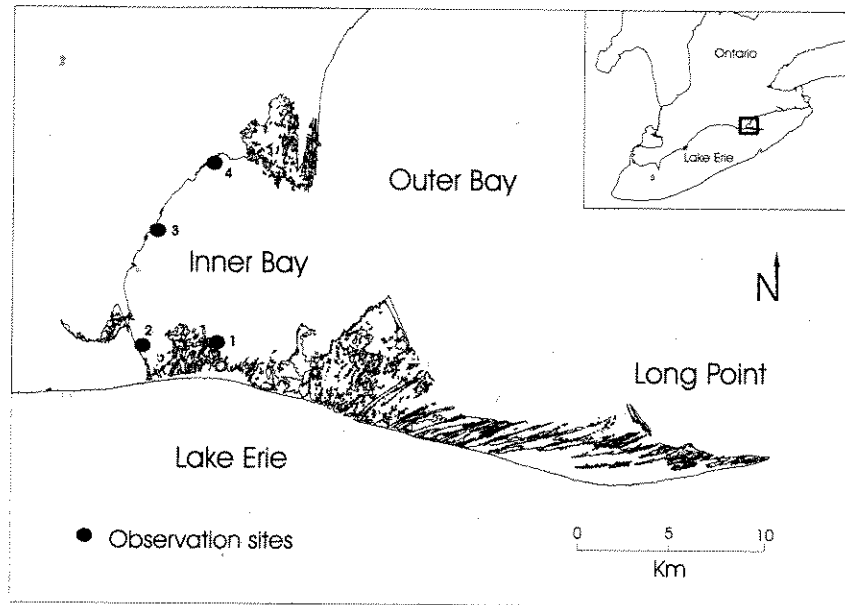 Ontario
Lake Erie
Outer Bay
4
3
Inner Bay
N
2
1
Long Point
Lake Erie
Observation sites
0 5 10
Km